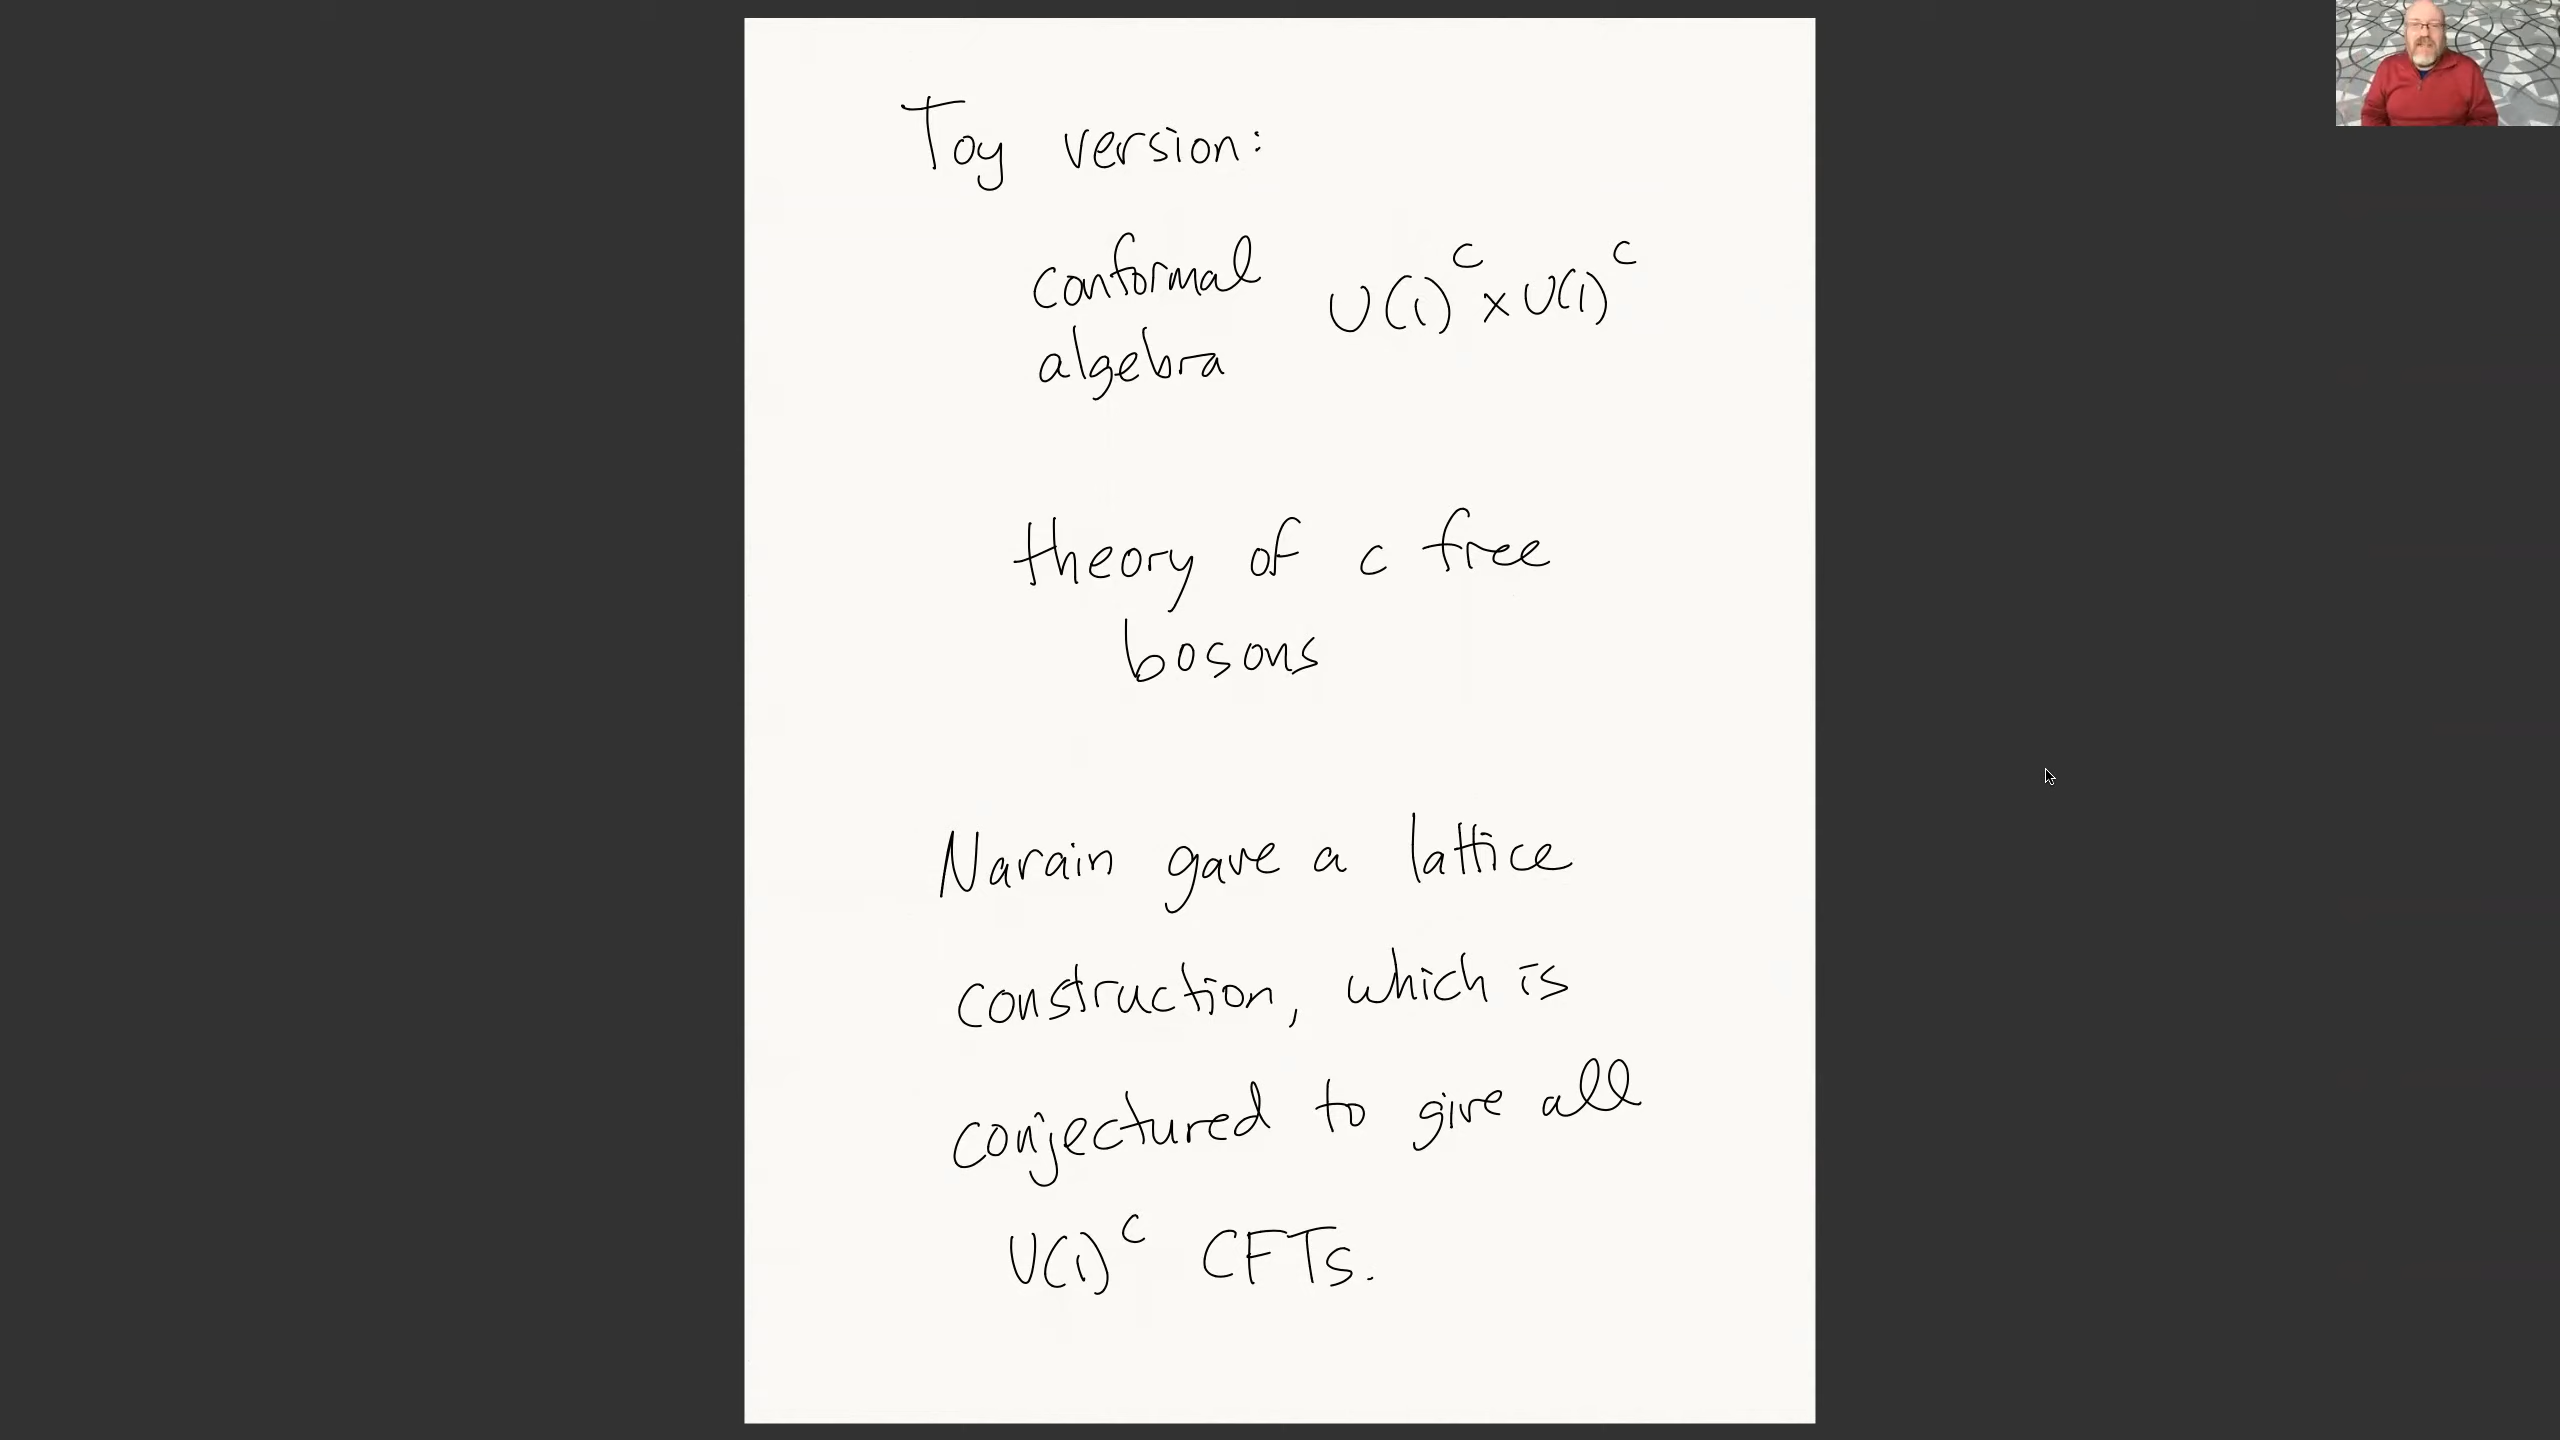 Toy version:
conformal U(1)^c × U(1)^c
algebra
theory of c free
bosons
Narain gave a lattice
construction, which is
conjectured to give all
U(1)^c CFTs.